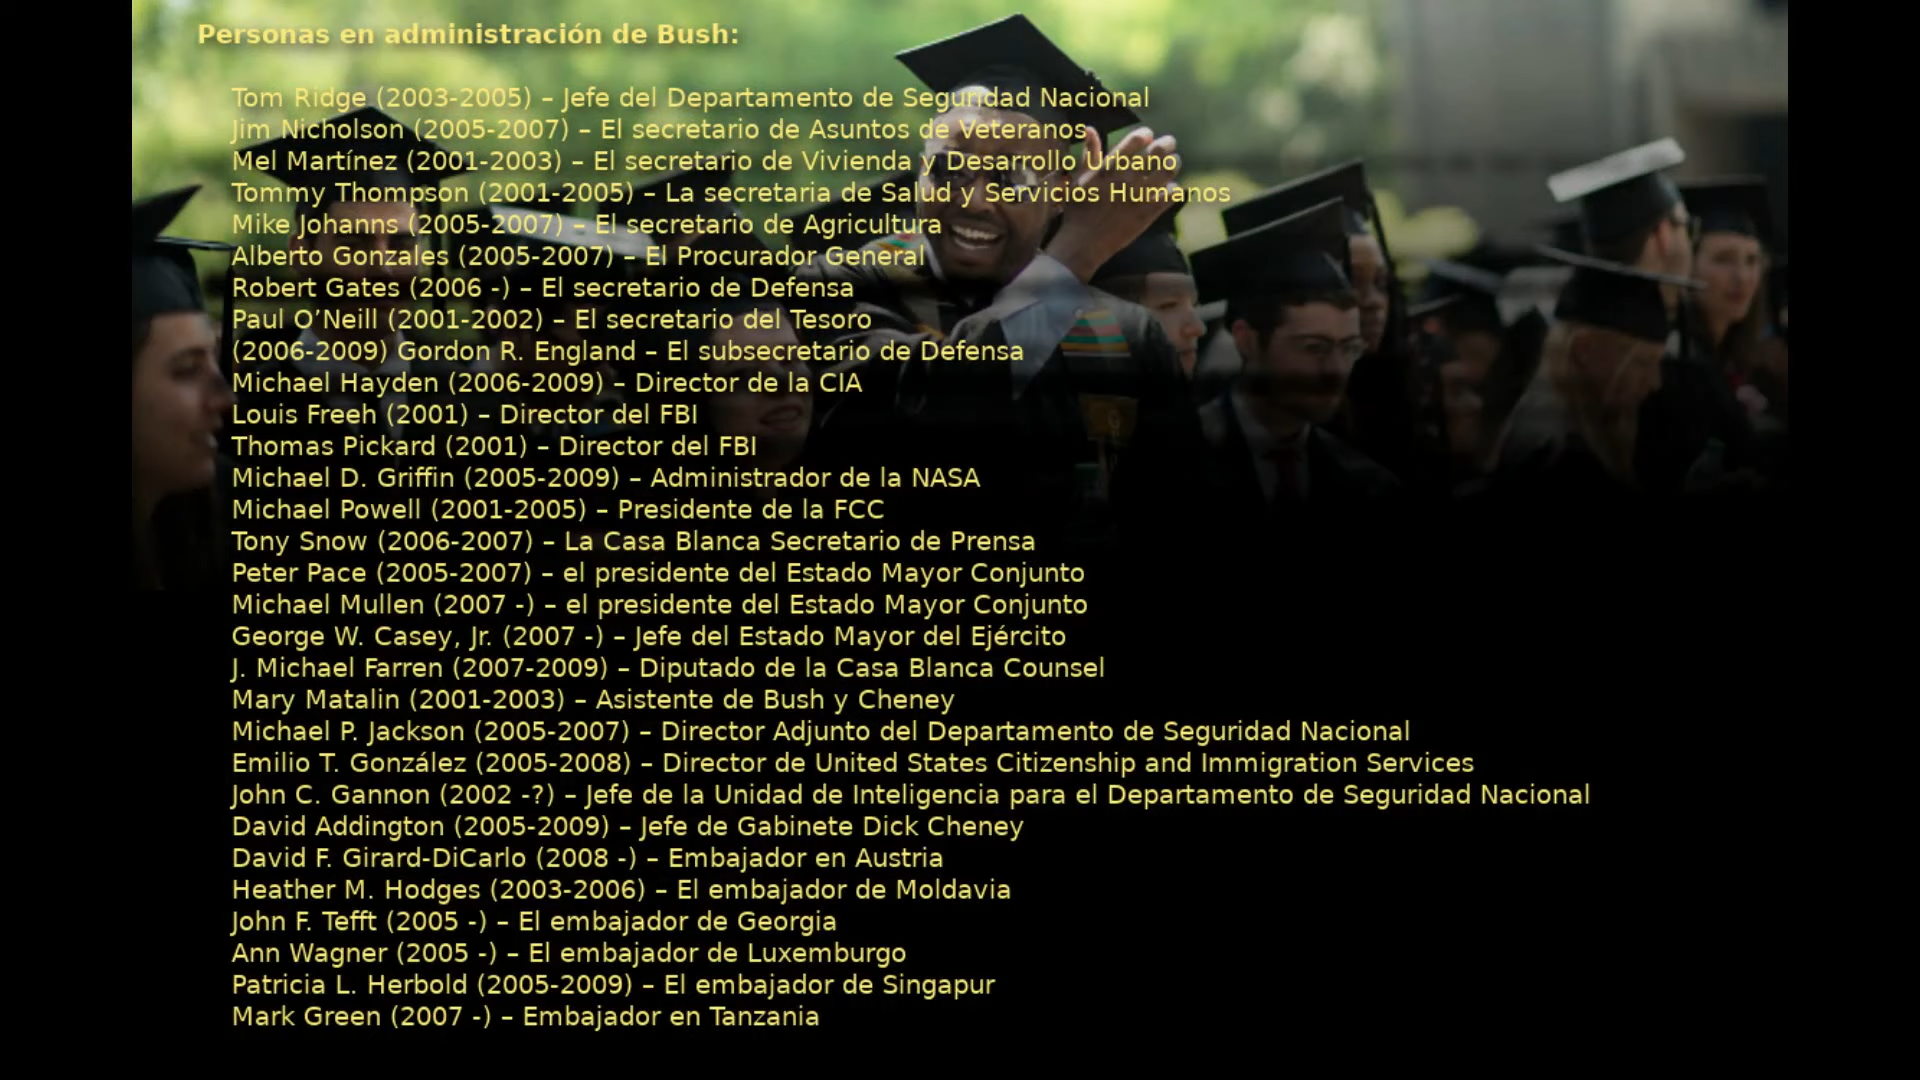 Personas en administración de Bush:
Tom Ridge (2003-2005) – Jefe del Departamento de Seguridad Nacional
Jim Nicholson (2005-2007) – El secretario de Asuntos de Veteranos
Mel Martínez (2001-2003) – El secretario de Vivienda y Desarrollo Urbano
Tommy Thompson (2001-2005) – La secretaria de Salud y Servicios Humanos
Mike Johanns (2005-2007) – El secretario de Agricultura
Alberto Gonzales (2005-2007) – El Procurador General
Robert Gates (2006 -) – El secretario de Defensa
Paul O’Neill (2001-2002) – El secretario del Tesoro
(2006-2009) Gordon R. England – El subsecretario de Defensa
Michael Hayden (2006-2009) – Director de la CIA
Louis Freeh (2001) – Director del FBI
Thomas Pickard (2001) – Director del FBI
Michael D. Griffin (2005-2009) – Administrador de la NASA
Michael Powell (2001-2005) – Presidente de la FCC
Tony Snow (2006-2007) – La Casa Blanca Secretario de Prensa
Peter Pace (2005-2007) – el presidente del Estado Mayor Conjunto
Michael Mullen (2007 -) – el presidente del Estado Mayor Conjunto
George W. Casey, Jr. (2007 -) – Jefe del Estado Mayor del Ejército
J. Michael Farren (2007-2009) – Diputado de la Casa Blanca Counsel
Mary Matalin (2001-2003) – Asistente de Bush y Cheney
Michael P. Jackson (2005-2007) – Director Adjunto del Departamento de Seguridad Nacional
Emilio T. González (2005-2008) – Director de United States Citizenship and Immigration Services
John C. Gannon (2002 -?) – Jefe de la Unidad de Inteligencia para el Departamento de Seguridad Nacional
David Addington (2005-2009) – Jefe de Gabinete Dick Cheney
David F. Girard-DiCarlo (2008 -) – Embajador en Austria
Heather M. Hodges (2003-2006) – El embajador de Moldavia
John F. Tefft (2005 -) – El embajador de Georgia
Ann Wagner (2005 -) – El embajador de Luxemburgo
Patricia L. Herbold (2005-2009) – El embajador de Singapur
Mark Green (2007 -) – Embajador en Tanzania